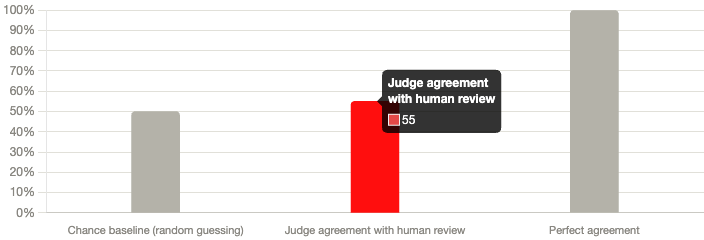 100%
90%
80%
70%
60%
50%
40%
30%
20%
10%
0%
Judge agreement
with human review
55
Chance baseline (random guessing)
Judge agreement with human review
Perfect agreement